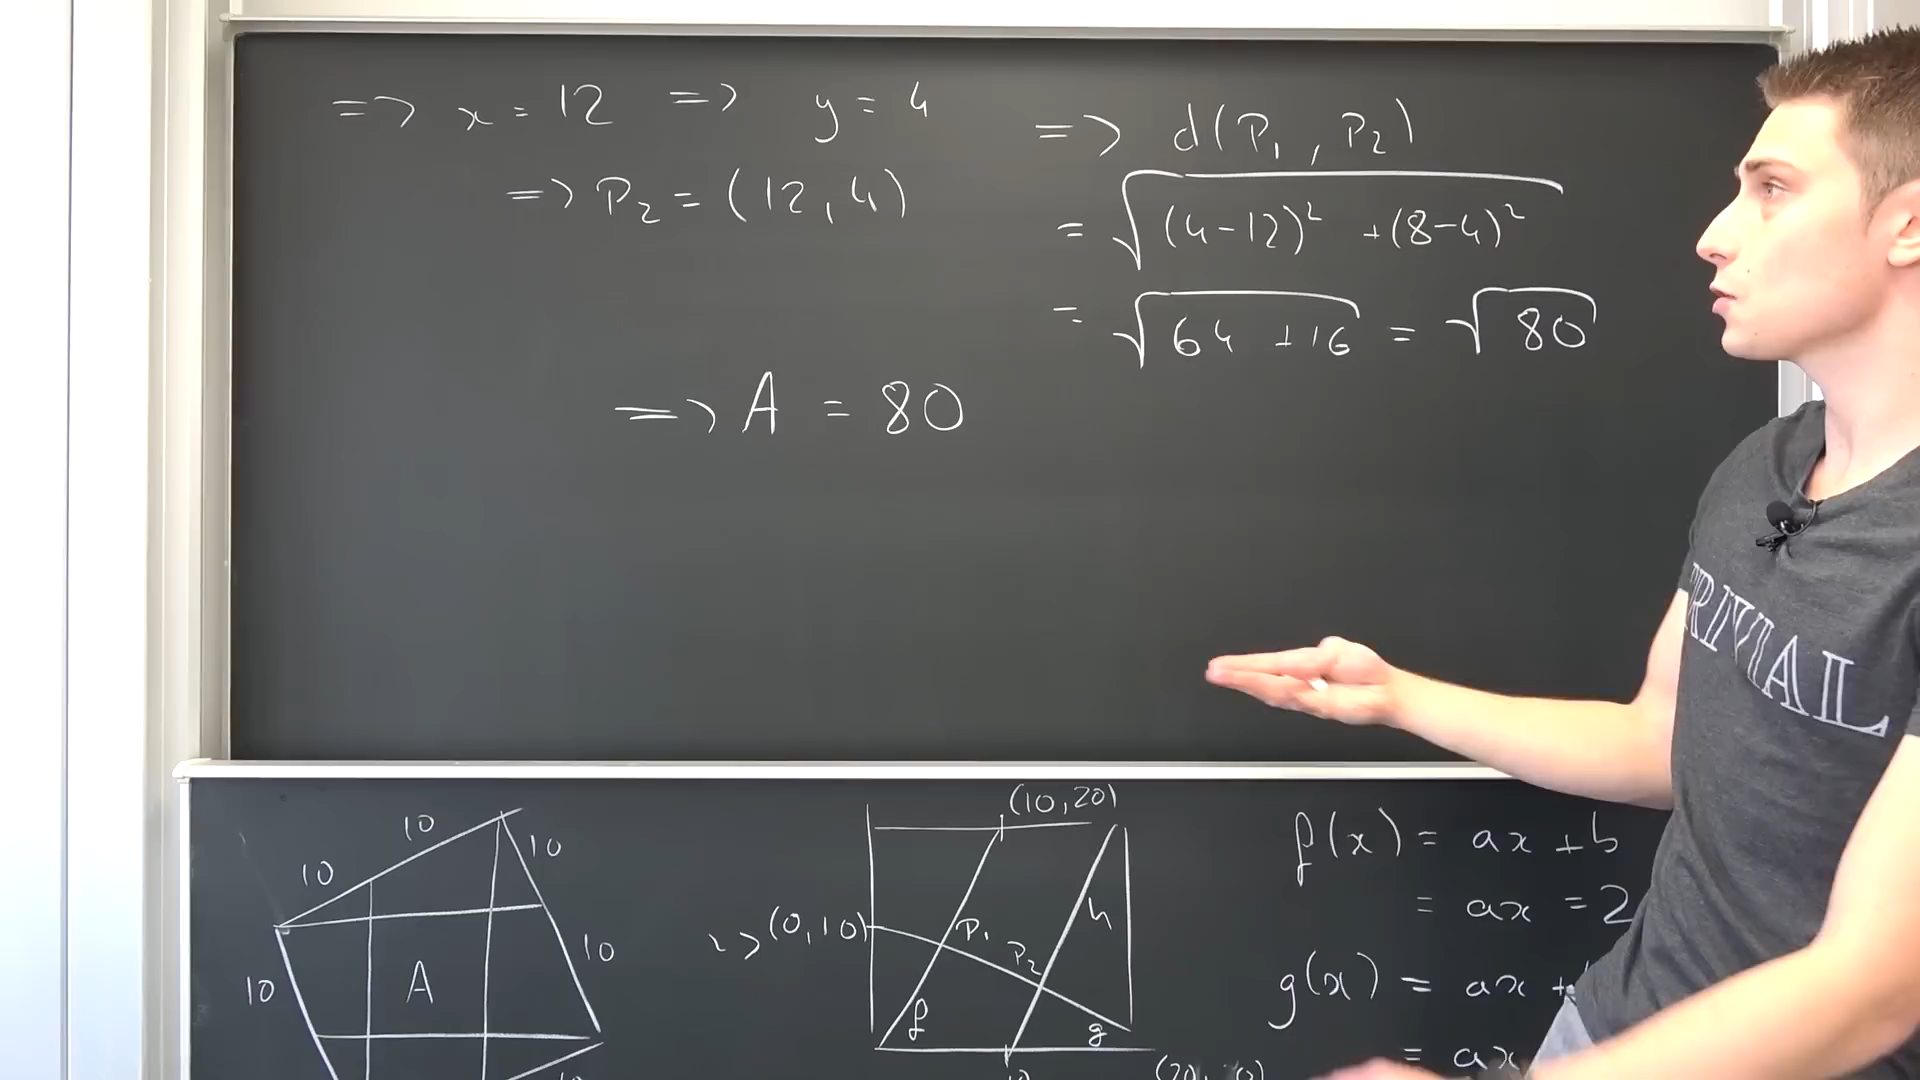 => x = 12 => y = 4
=> P₂ = (12,4)
=> A = 80
=> d(P₁, P₂)
= √((4-12)² + (8-4)²)
= √(64 + 16) = √80
TRIVIAL
10
10
10
10
10
A
(10,20)
(0,10)
P₁
P₂
h
f
g
10
f(x) = ax + b
= ax = 2
g(x) = ax +
= ax